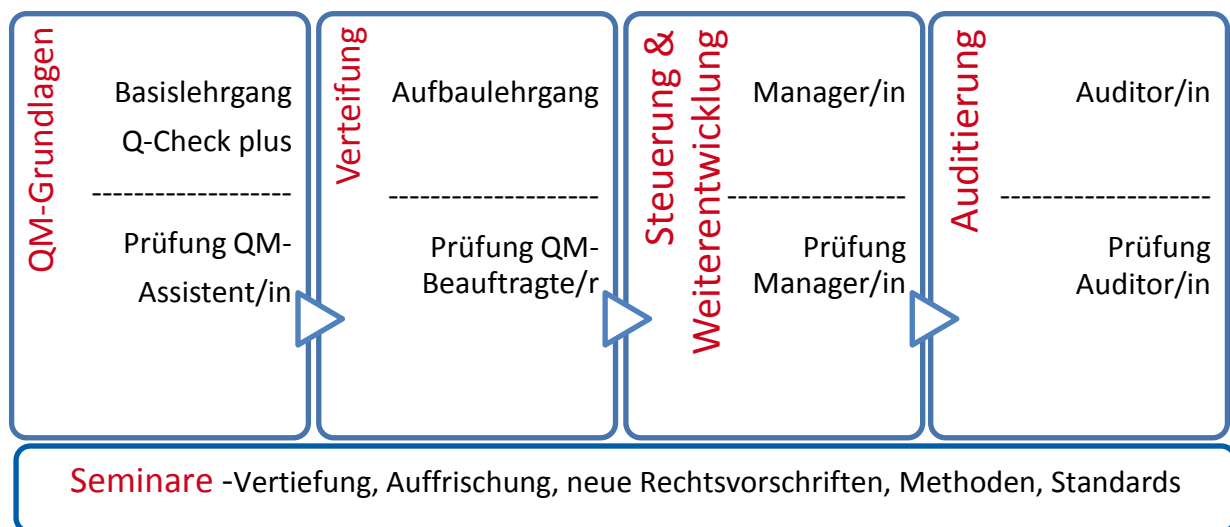 QM-Grundlagen
Basislehrgang
Q-Check plus
--------------------
Prüfung QM-
Assistent/in
Verteifung
Aufbaulehrgang
---------------------
Prüfung QM-
Beauftragte/r
Steuerung &
Weiterentwicklung
Manager/in
---------------
Prüfung
Manager/in
Auditierung
Auditor/in
---------------------
Prüfung
Auditor/in
Seminare -Vertiefung, Auffrischung, neue Rechtsvorschriften, Methoden, Standards